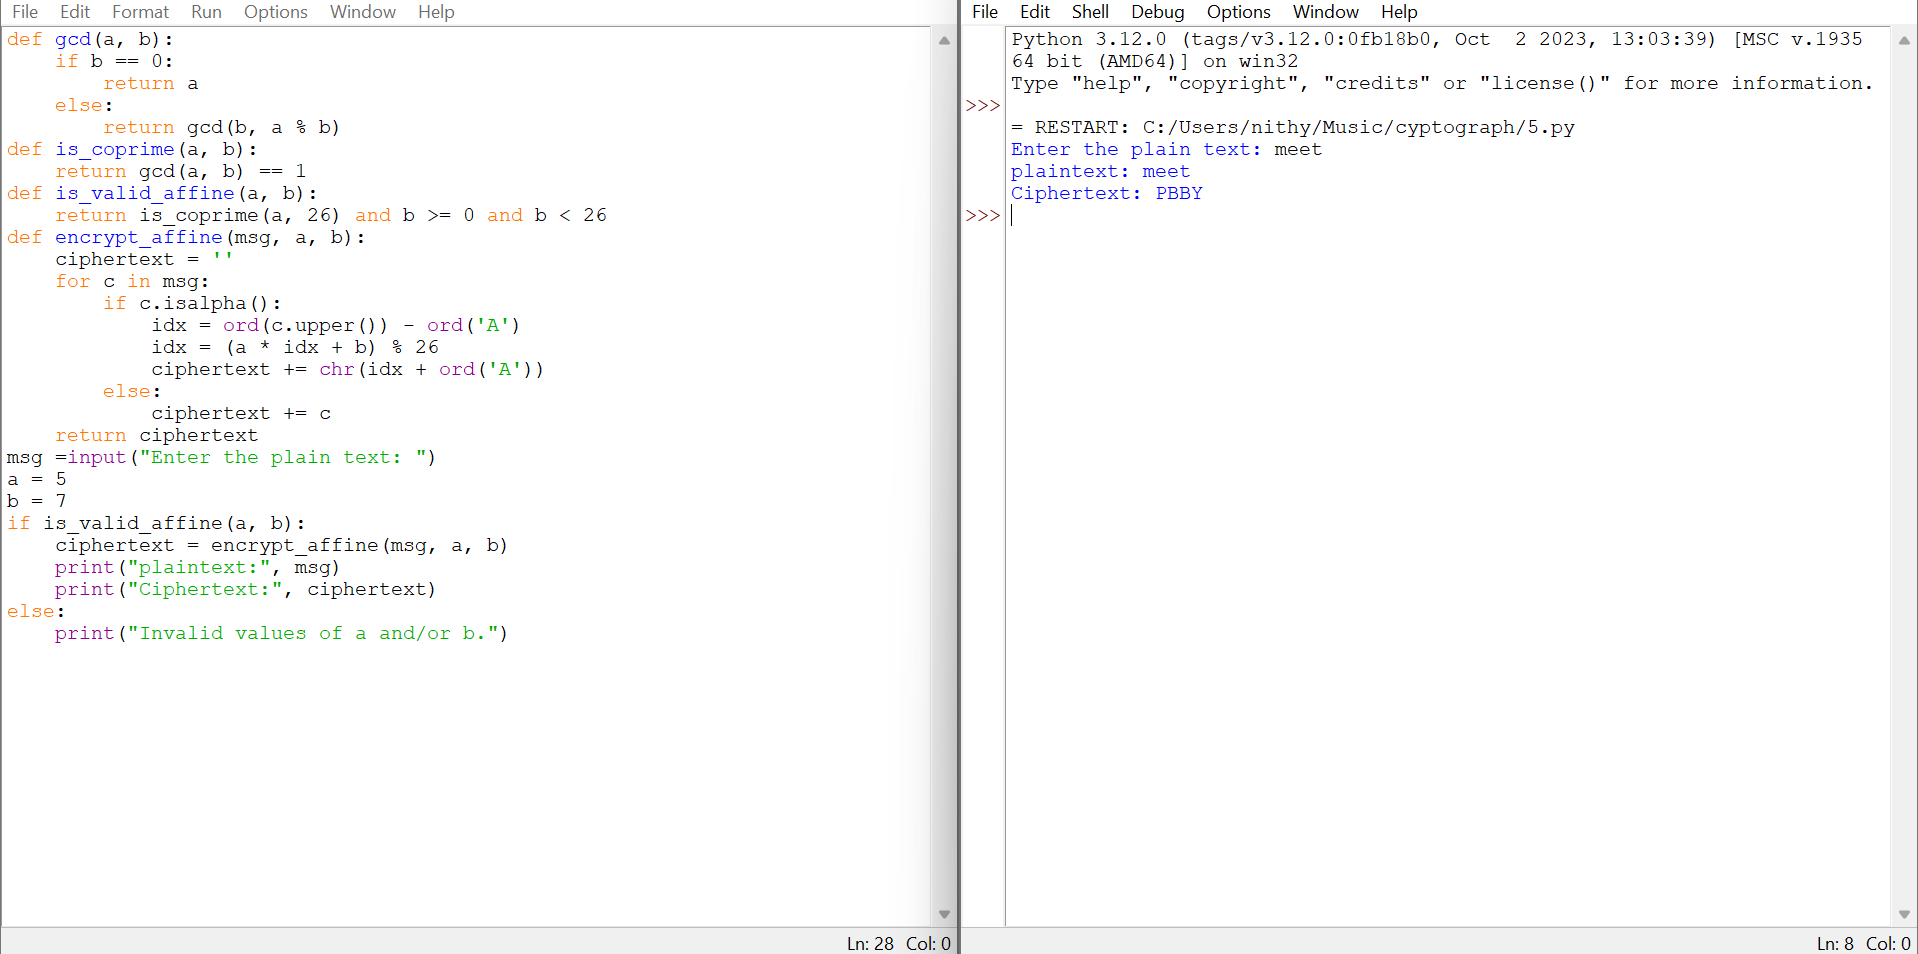 File Edit Format Run Options Window Help
def gcd(a, b):
    if b == 0:
        return a
    else:
        return gcd(b, a % b)
def is_coprime(a, b):
    return gcd(a, b) == 1
def is_valid_affine(a, b):
    return is_coprime(a, 26) and b >= 0 and b < 26
def encrypt_affine(msg, a, b):
    ciphertext = ''
    for c in msg:
        if c.isalpha():
            idx = ord(c.upper()) - ord('A')
            idx = (a * idx + b) % 26
            ciphertext += chr(idx + ord('A'))
        else:
            ciphertext += c
    return ciphertext
msg =input("Enter the plain text: ")
a = 5
b = 7
if is_valid_affine(a, b):
    ciphertext = encrypt_affine(msg, a, b)
    print("plaintext:", msg)
    print("Ciphertext:", ciphertext)
else:
    print("Invalid values of a and/or b.")
Ln: 28 Col: 0
File Edit Shell Debug Options Window Help
Python 3.12.0 (tags/v3.12.0:0fb18b0, Oct  2 2023, 13:03:39) [MSC v.1935
64 bit (AMD64)] on win32
Type "help", "copyright", "credits" or "license()" for more information.
>>>
= RESTART: C:/Users/nithy/Music/cyptograph/5.py
Enter the plain text: meet
plaintext: meet
Ciphertext: PBBY
>>>
Ln: 8 Col: 0